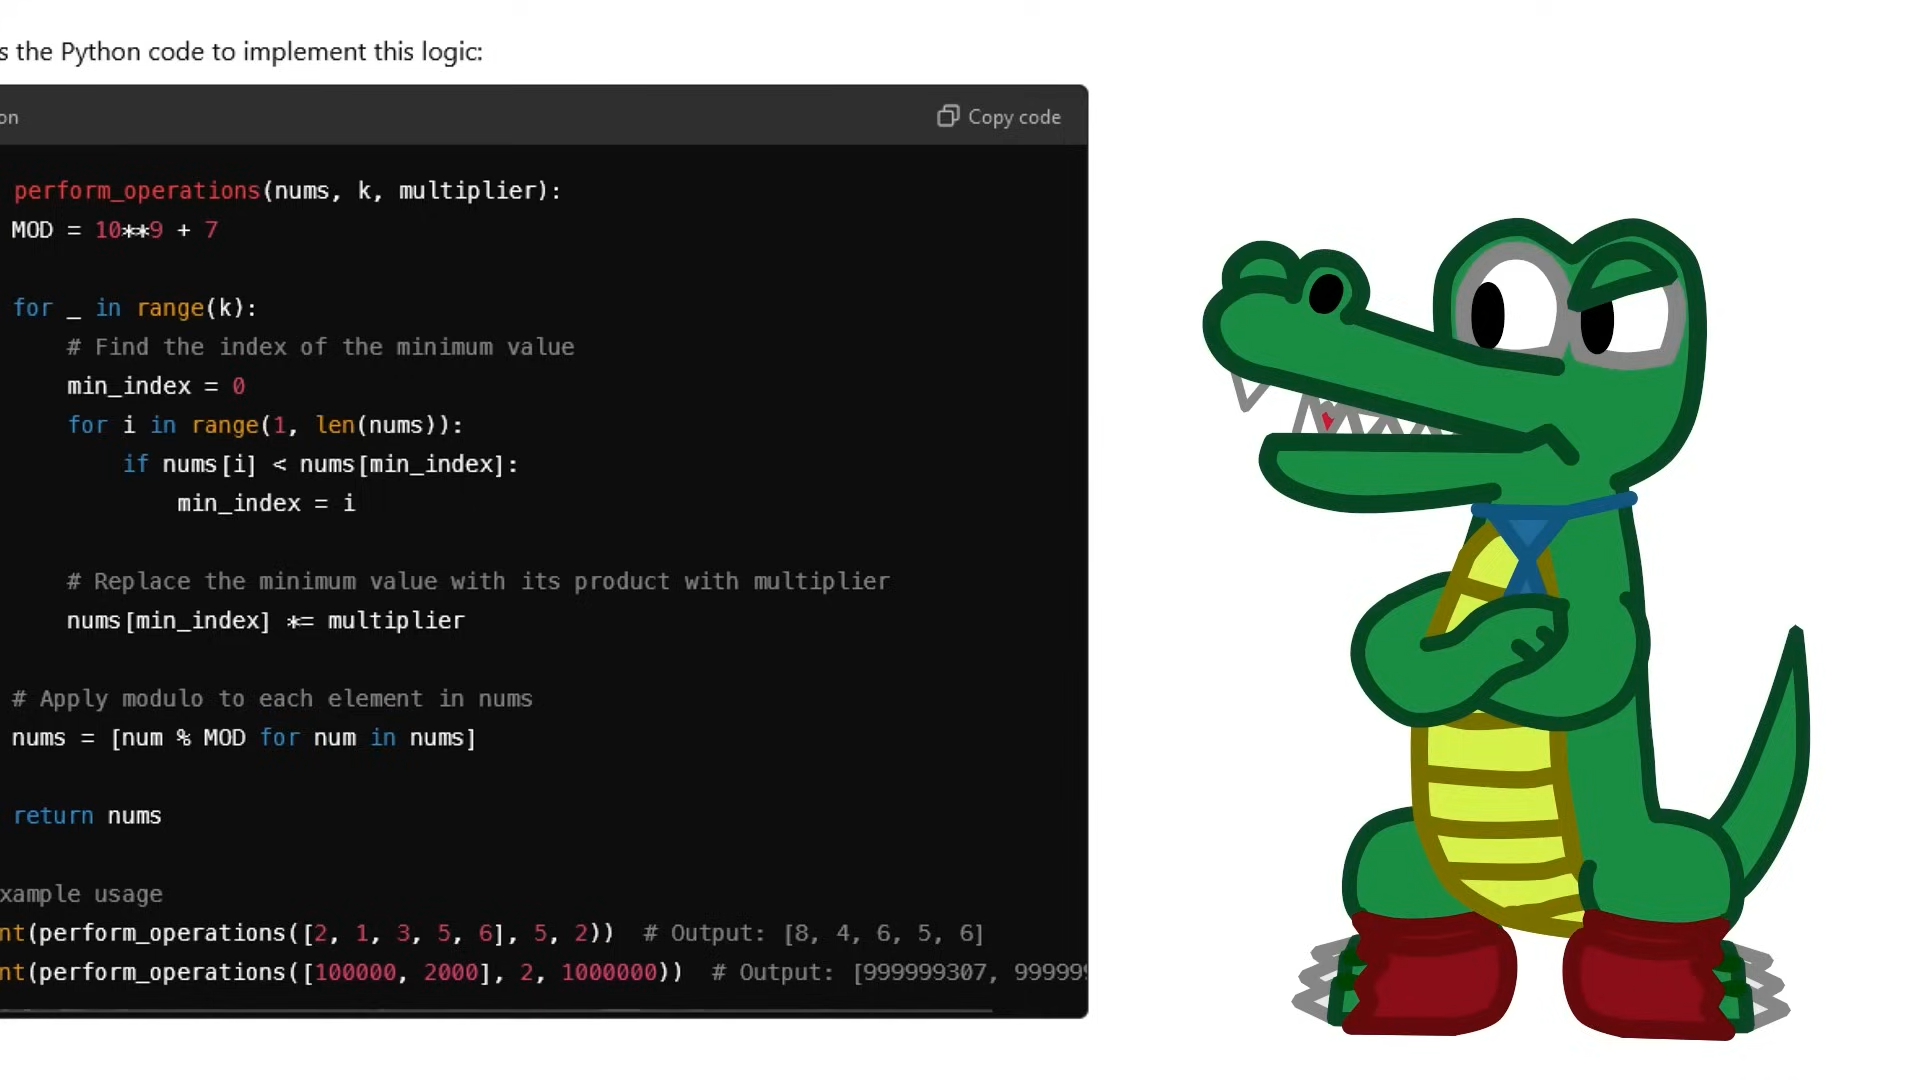 s the Python code to implement this logic:
on
Copy code
perform_operations(nums, k, multiplier):
MOD = 10**9 + 7
for _ in range(k):
# Find the index of the minimum value
min_index = 0
for i in range(1, len(nums)):
if nums[i] < nums[min_index]:
min_index = i
# Replace the minimum value with its product with multiplier
nums[min_index] *= multiplier
# Apply modulo to each element in nums
nums = [num % MOD for num in nums]
return nums
xample usage
nt(perform_operations([2, 1, 3, 5, 6], 5, 2))  # Output: [8, 4, 6, 5, 6]
nt(perform_operations([100000, 2000], 2, 1000000))  # Output: [999999307, 99999